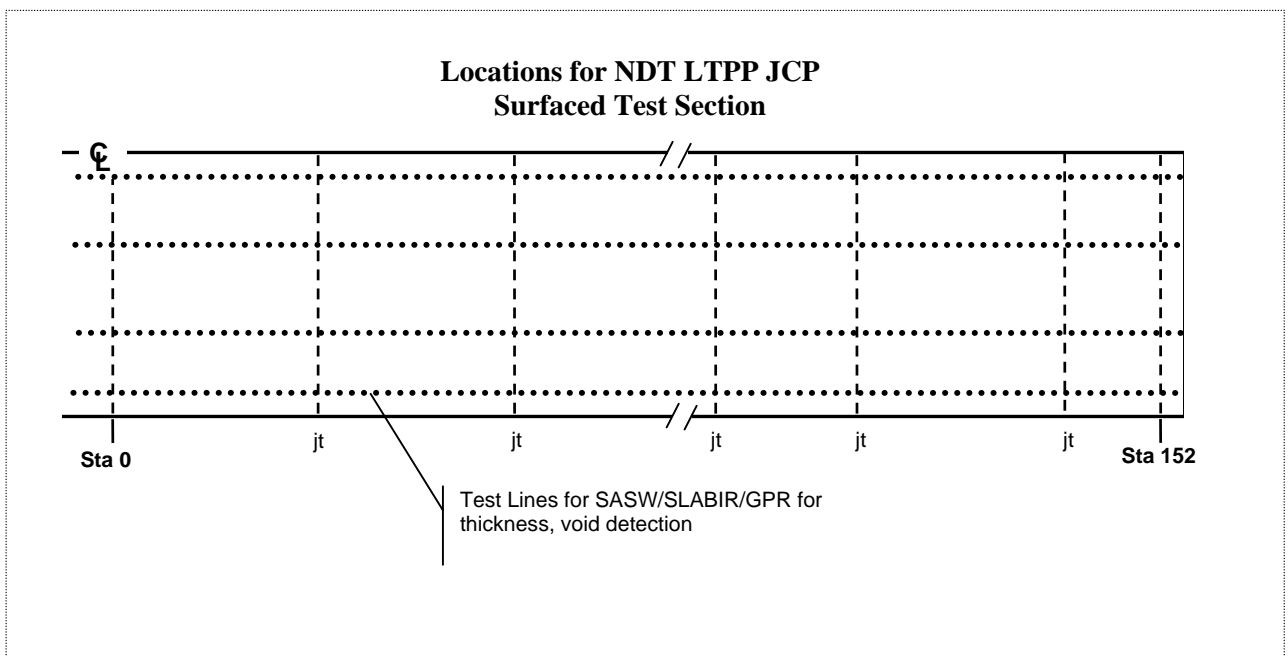 Locations for NDT LTPP JCP
Surfaced Test Section
℄
jt
jt
jt
jt
jt
Sta 0
Sta 152
Test Lines for SASW/SLABIR/GPR for
thickness, void detection